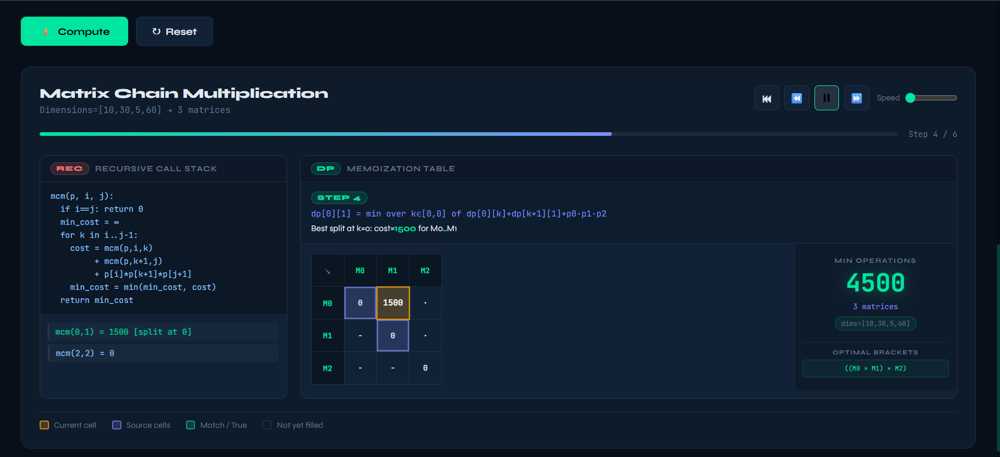 ⚡ Compute
↻ Reset
Matrix Chain Multiplication
Dimensions=[10,30,5,60] → 3 matrices
Speed
Step 4 / 6
REC RECURSIVE CALL STACK
mcm(p, i, j):
if i==j: return 0
min_cost = ∞
for k in i..j-1:
cost = mcm(p,i,k)
+ mcm(p,k+1,j)
+ p[i]*p[k+1]*p[j+1]
min_cost = min(min_cost, cost)
return min_cost
mcm(0,1) = 1500 [split at 0]
mcm(2,2) = 0
DP MEMOIZATION TABLE
STEP 4
dp[0][1] = min over k∈[0,0] of dp[0][k]+dp[k+1][1]+p0·p1·p2
Best split at k=0: cost=1500 for M0..M1
↘ M0 M1 M2
M0 0 1500 ·
M1 - 0 ·
M2 - - 0
MIN OPERATIONS
4500
3 matrices
dims=[10,30,5,60]
OPTIMAL BRACKETS
((M0 × M1) × M2)
Current cell
Source cells
Match / True
Not yet filled